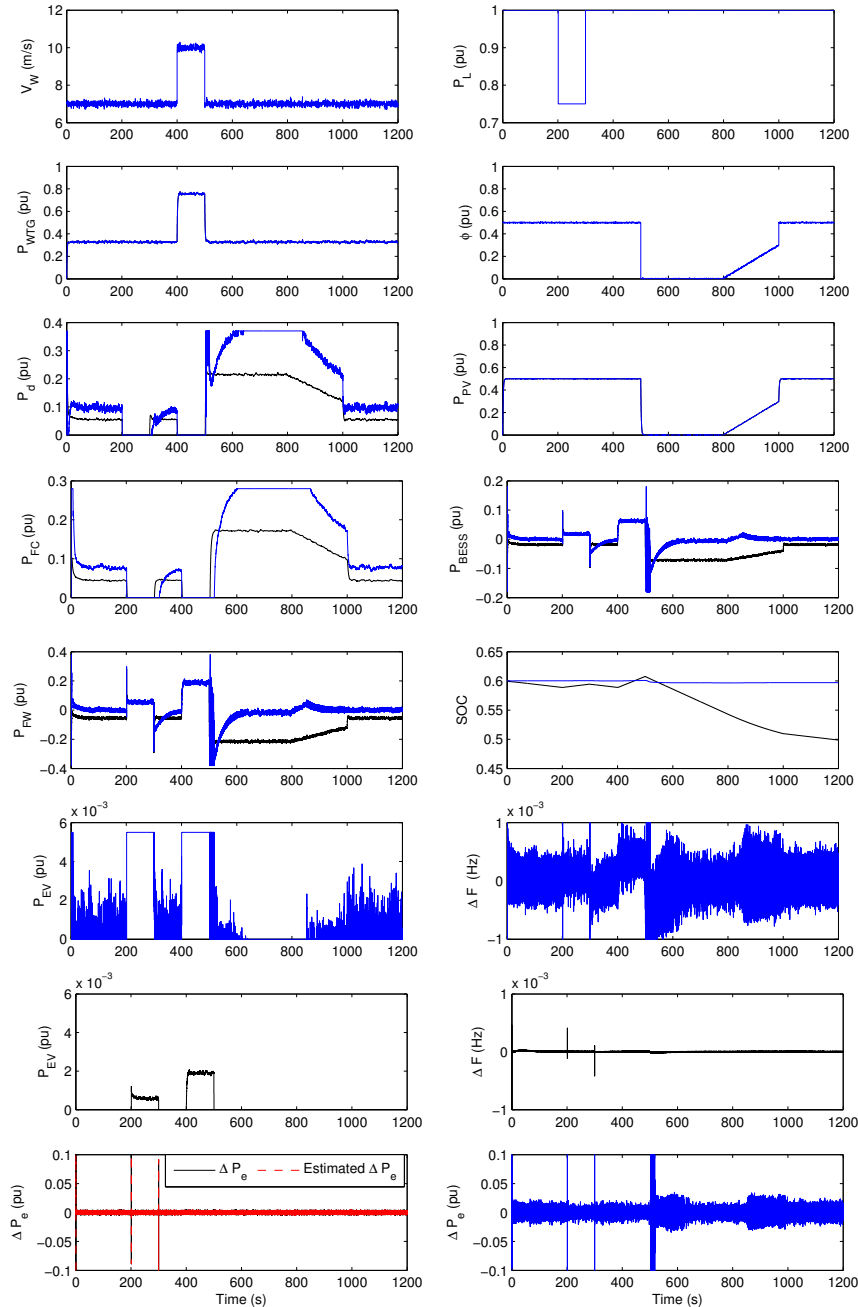 12
10
8
6
V_W (m/s)
0 200 400 600 800 1000 1200
1
0.9
0.8
0.7
P_L (pu)
0 200 400 600 800 1000 1200
1
0.8
0.6
0.4
0.2
0
P_WTG (pu)
0 200 400 600 800 1000 1200
1
0.8
0.6
0.4
0.2
0
ϕ (pu)
0 200 400 600 800 1000 1200
0.4
0.3
0.2
0.1
0
P_d (pu)
0 200 400 600 800 1000 1200
1
0.8
0.6
0.4
0.2
0
P_PV (pu)
0 200 400 600 800 1000 1200
0.3
0.2
0.1
0
P_FC (pu)
0 200 400 600 800 1000 1200
0.2
0.1
0
−0.1
−0.2
P_BESS (pu)
0 200 400 600 800 1000 1200
0.4
0.2
0
−0.2
−0.4
P_FW (pu)
0 200 400 600 800 1000 1200
0.65
0.6
0.55
0.5
0.45
SOC
0 200 400 600 800 1000 1200
x 10⁻³
6
4
2
0
P_EV (pu)
0 200 400 600 800 1000 1200
x 10⁻³
1
0
−1
Δ F (Hz)
0 200 400 600 800 1000 1200
x 10⁻³
6
4
2
0
P_EV (pu)
0 200 400 600 800 1000 1200
x 10⁻³
1
0
−1
Δ F (Hz)
0 200 400 600 800 1000 1200
0.1
0.05
0
−0.05
−0.1
Δ P_e (pu)
Δ P_e Estimated Δ P_e
0 200 400 600 800 1000 1200
Time (s)
0.1
0.05
0
−0.05
−0.1
Δ P_e (pu)
0 200 400 600 800 1000 1200
Time (s)